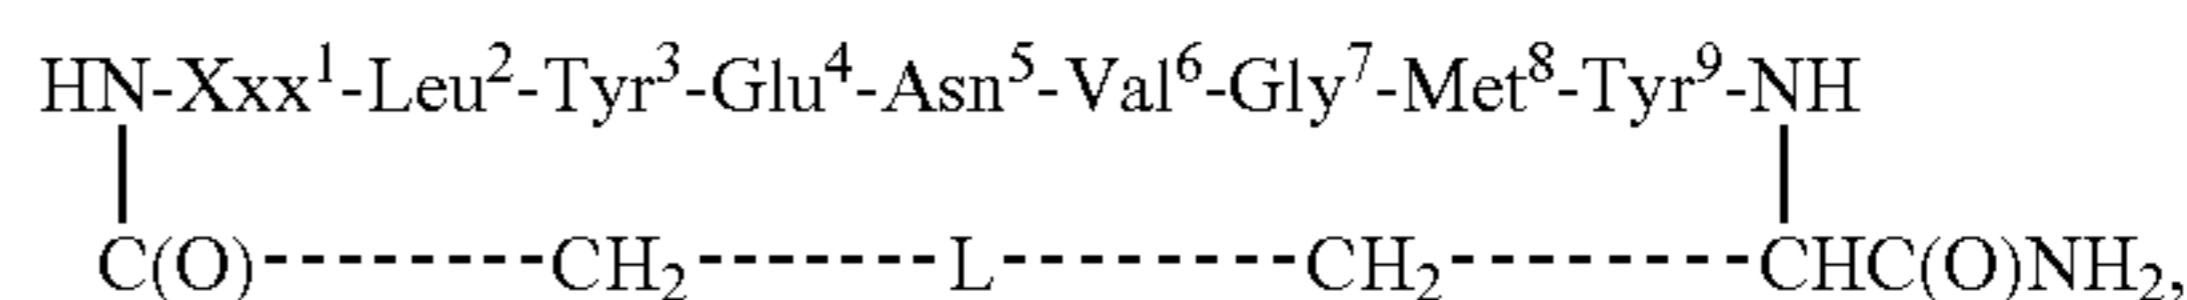 HN-Xxx¹-Leu²-Tyr³-Glu⁴-Asn⁵-Val⁶-Gly⁷-Met⁸-Tyr⁹-NH
C(O)---------CH₂-------L---------CH₂---------CHC(O)NH₂,